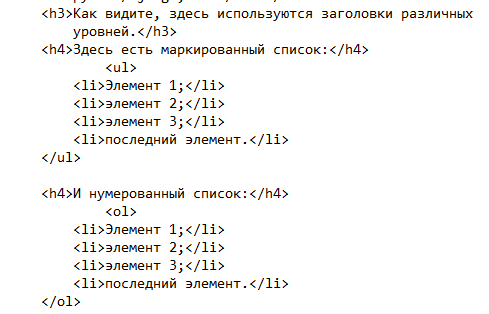 <h3>Как видите, здесь используются заголовки различных
уровней.</h3>
<h4>Здесь есть маркированный список:</h4>
<ul>
<li>Элемент 1;</li>
<li>элемент 2;</li>
<li>элемент 3;</li>
<li>последний элемент.</li>
</ul>
<h4>И нумерованный список:</h4>
<ol>
<li>Элемент 1;</li>
<li>элемент 2;</li>
<li>элемент 3;</li>
<li>последний элемент.</li>
</ol>